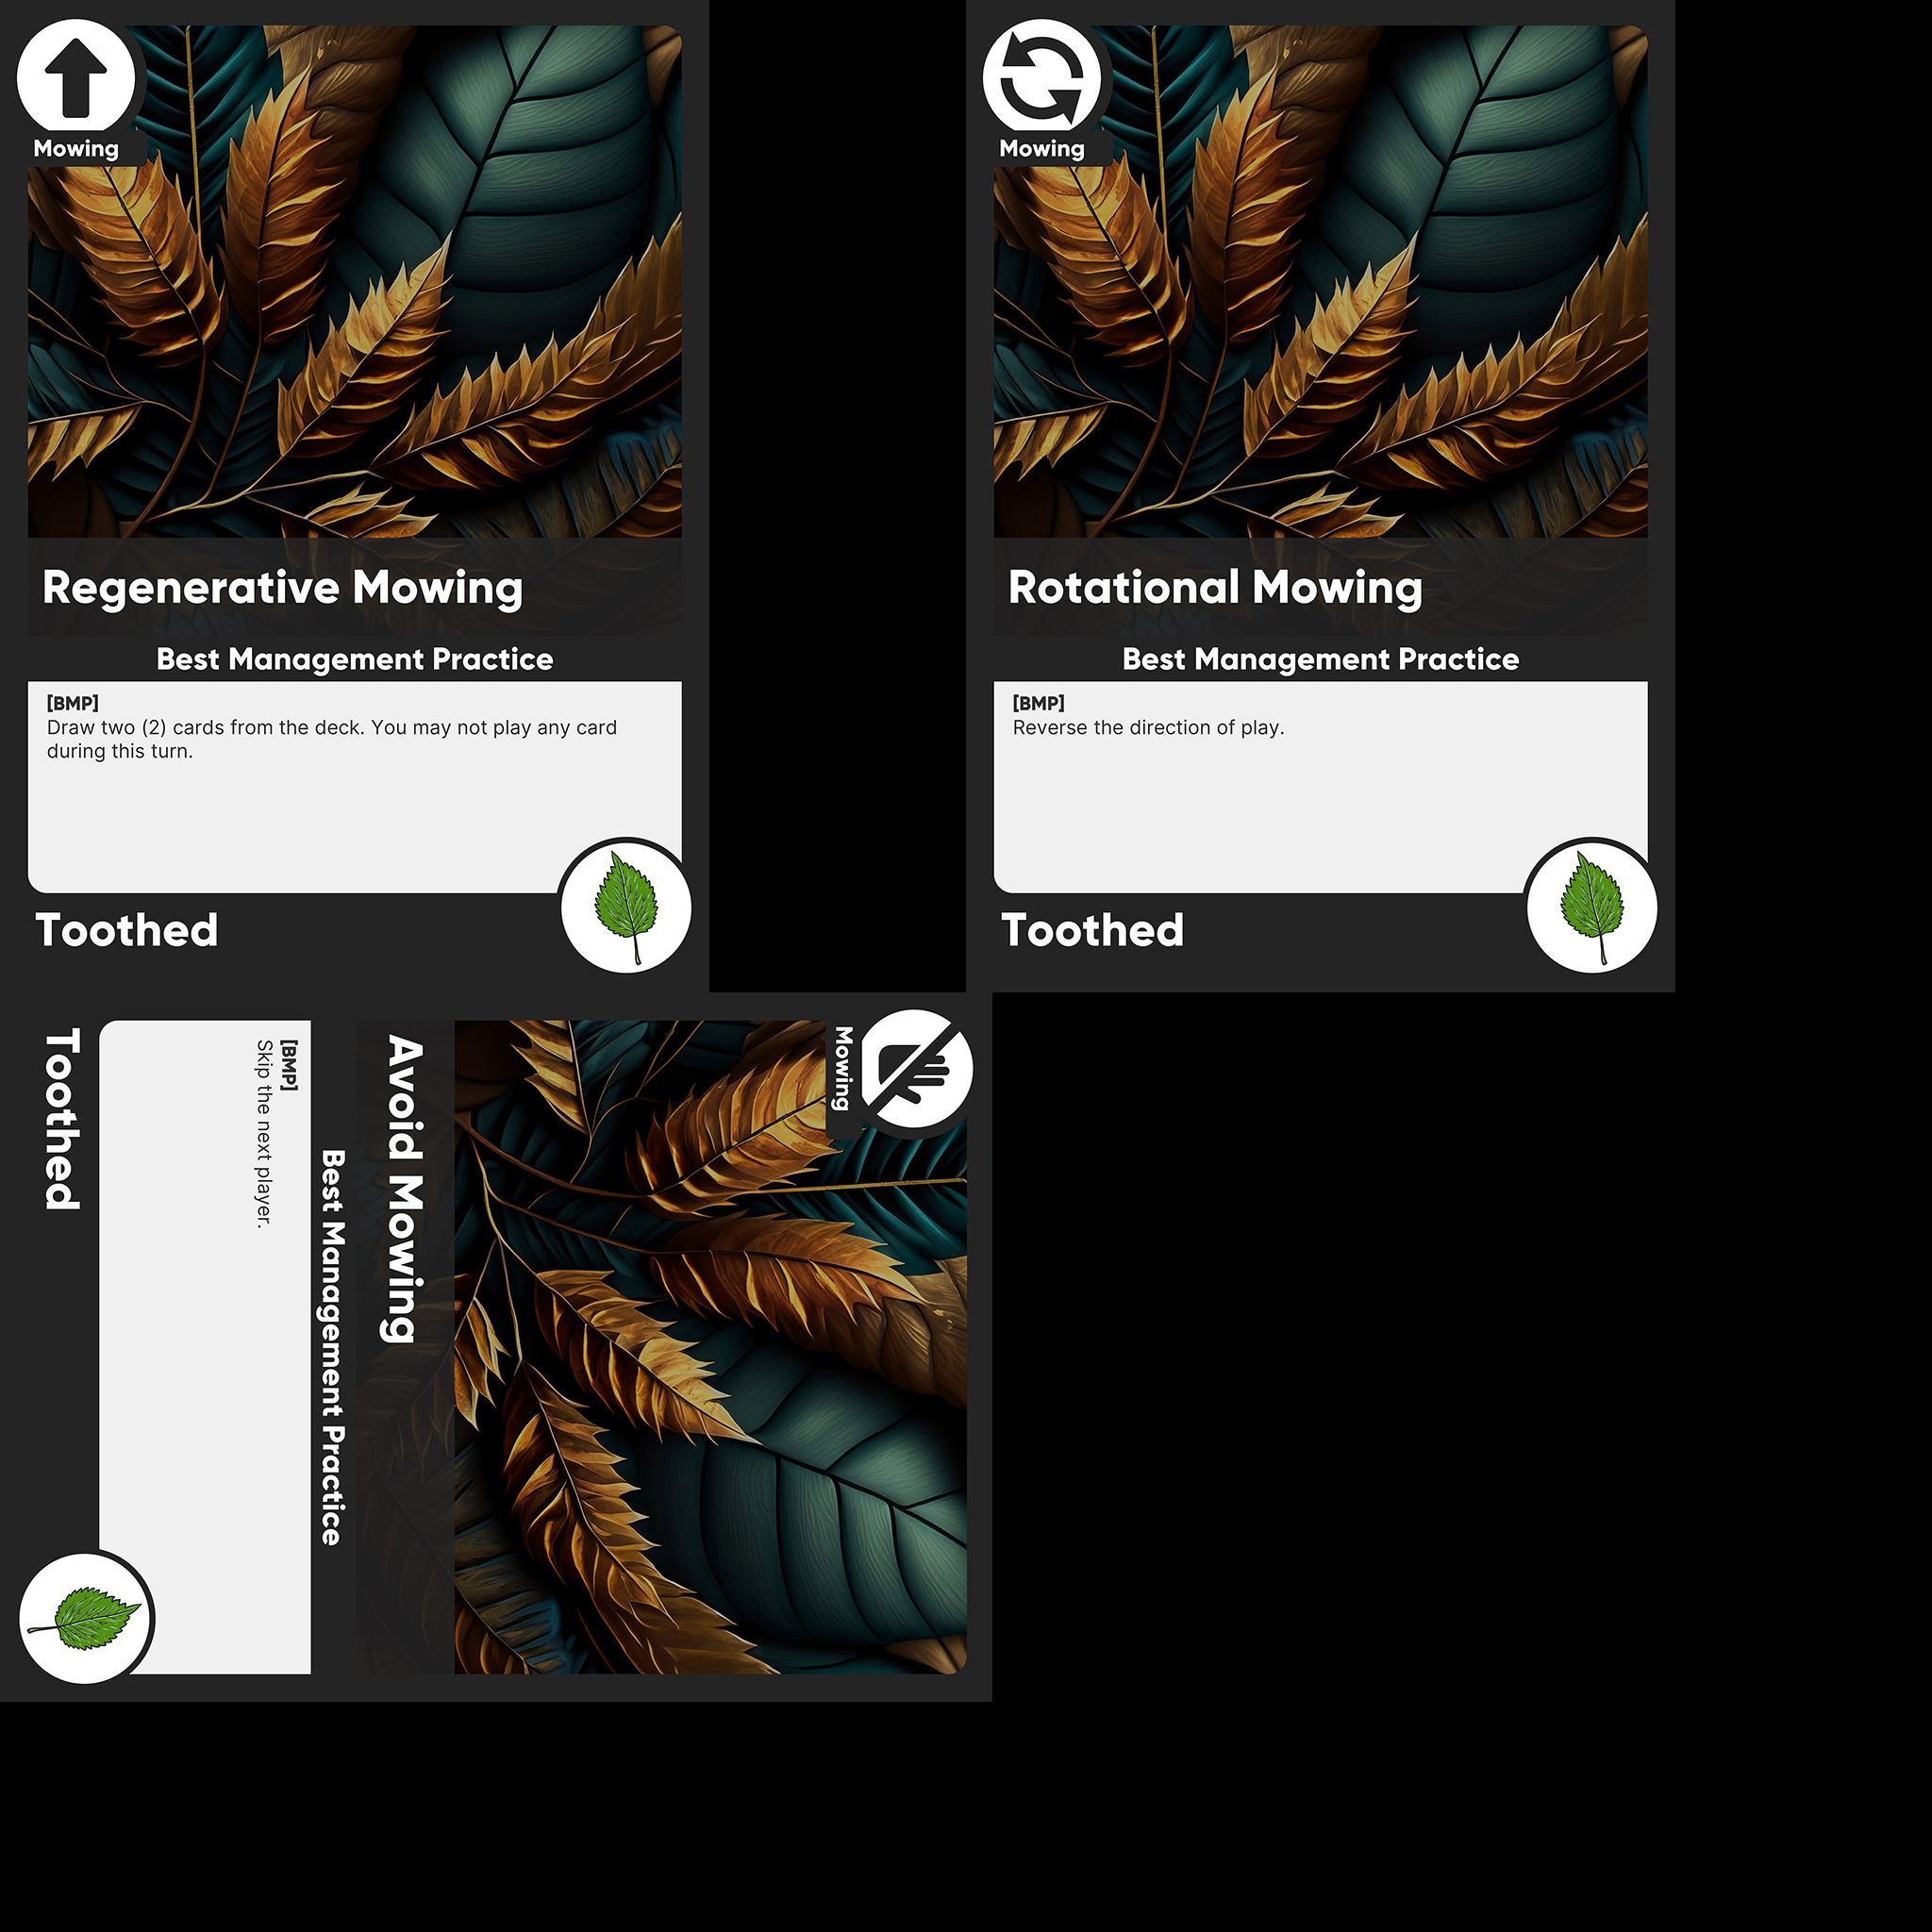 Mowing
Regenerative Mowing
Best Management Practice
[BMP]
Draw two (2) cards from the deck. You may not play any card
during this turn.
Toothed
Mowing
Rotational Mowing
Best Management Practice
[BMP]
Reverse the direction of play.
Toothed
Mowing
Avoid Mowing
Best Management Practice
[BMP]
Skip the next player.
Toothed